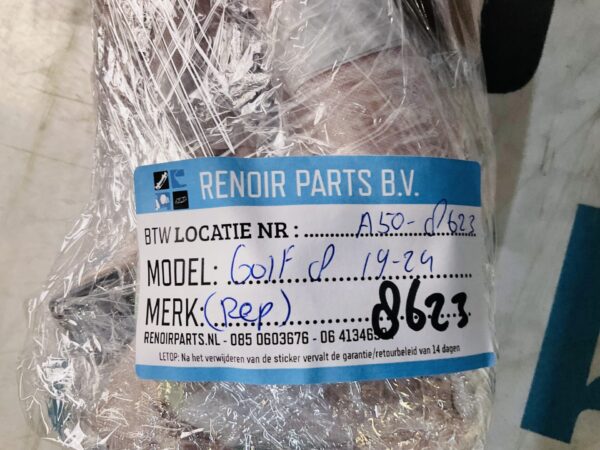 RENOIR PARTS B.V.
BTW LOCATIE NR : A50-8623
MODEL: Golf 8 19-24
MERK: (Rep) 8623
RENOIRPARTS.NL - 085 0603676 - 06 4134690
LETOP: Na het verwijderen van de sticker vervalt de garantie/retourbeleid van 14 dagen